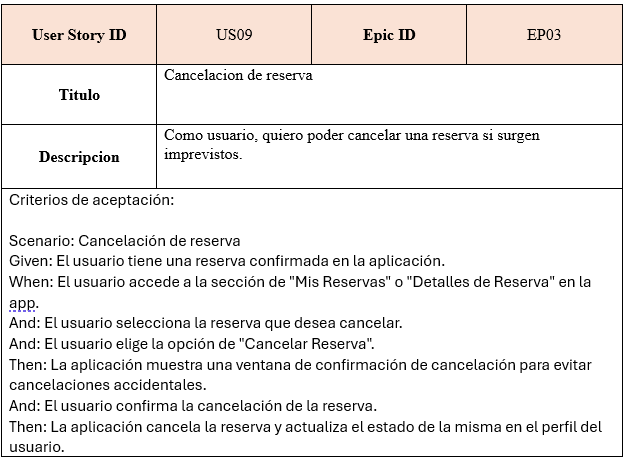 User Story ID US09 Epic ID EP03
Titulo Cancelacion de reserva
Descripcion Como usuario, quiero poder cancelar una reserva si surgen
imprevistos.
Criterios de aceptación:
Scenario: Cancelación de reserva
Given: El usuario tiene una reserva confirmada en la aplicación.
When: El usuario accede a la sección de "Mis Reservas" o "Detalles de Reserva" en la
app.
And: El usuario selecciona la reserva que desea cancelar.
And: El usuario elige la opción de "Cancelar Reserva".
Then: La aplicación muestra una ventana de confirmación de cancelación para evitar
cancelaciones accidentales.
And: El usuario confirma la cancelación de la reserva.
Then: La aplicación cancela la reserva y actualiza el estado de la misma en el perfil del
usuario.